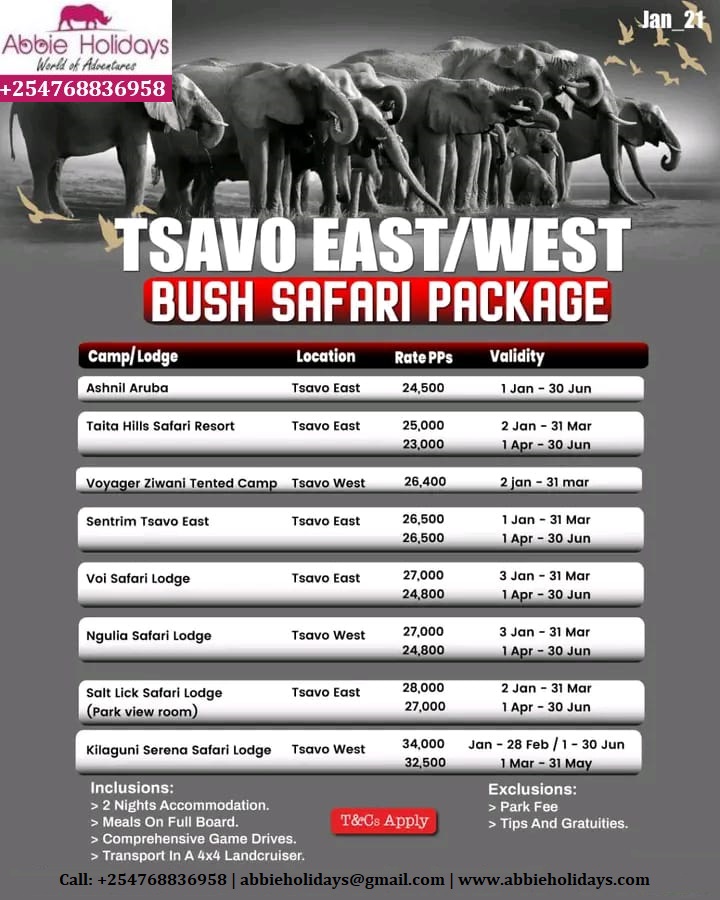 Jan_21
Abbie Holidays
World of Adventures
+254768836958
TSAVO EAST/WEST
BUSH SAFARI PACKAGE
Camp/Lodge Location Rate PPs Validity
Ashnil Aruba Tsavo East 24,500 1 Jan - 30 Jun
Taita Hills Safari Resort Tsavo East 25,000 2 Jan - 31 Mar
23,000 1 Apr - 30 Jun
Voyager Ziwani Tented Camp Tsavo West 26,400 2 jan - 31 mar
Sentrim Tsavo East Tsavo East 26,500 1 Jan - 31 Mar
26,500 1 Apr - 30 Jun
Voi Safari Lodge Tsavo East 27,000 3 Jan - 31 Mar
24,800 1 Apr - 30 Jun
Ngulia Safari Lodge Tsavo West 27,000 3 Jan - 31 Mar
24,800 1 Apr - 30 Jun
Salt Lick Safari Lodge Tsavo East 28,000 2 Jan - 31 Mar
(Park view room) 27,000 1 Apr - 30 Jun
Kilaguni Serena Safari Lodge Tsavo West 34,000 Jan - 28 Feb / 1 - 30 Jun
32,500 1 Mar - 31 May
Inclusions:
> 2 Nights Accommodation.
> Meals On Full Board.
> Comprehensive Game Drives.
> Transport In A 4x4 Landcruiser.
T&Cs Apply
Exclusions:
> Park Fee
> Tips And Gratuities.
Call: +254768836958 | abbieholidays@gmail.com | www.abbieholidays.com